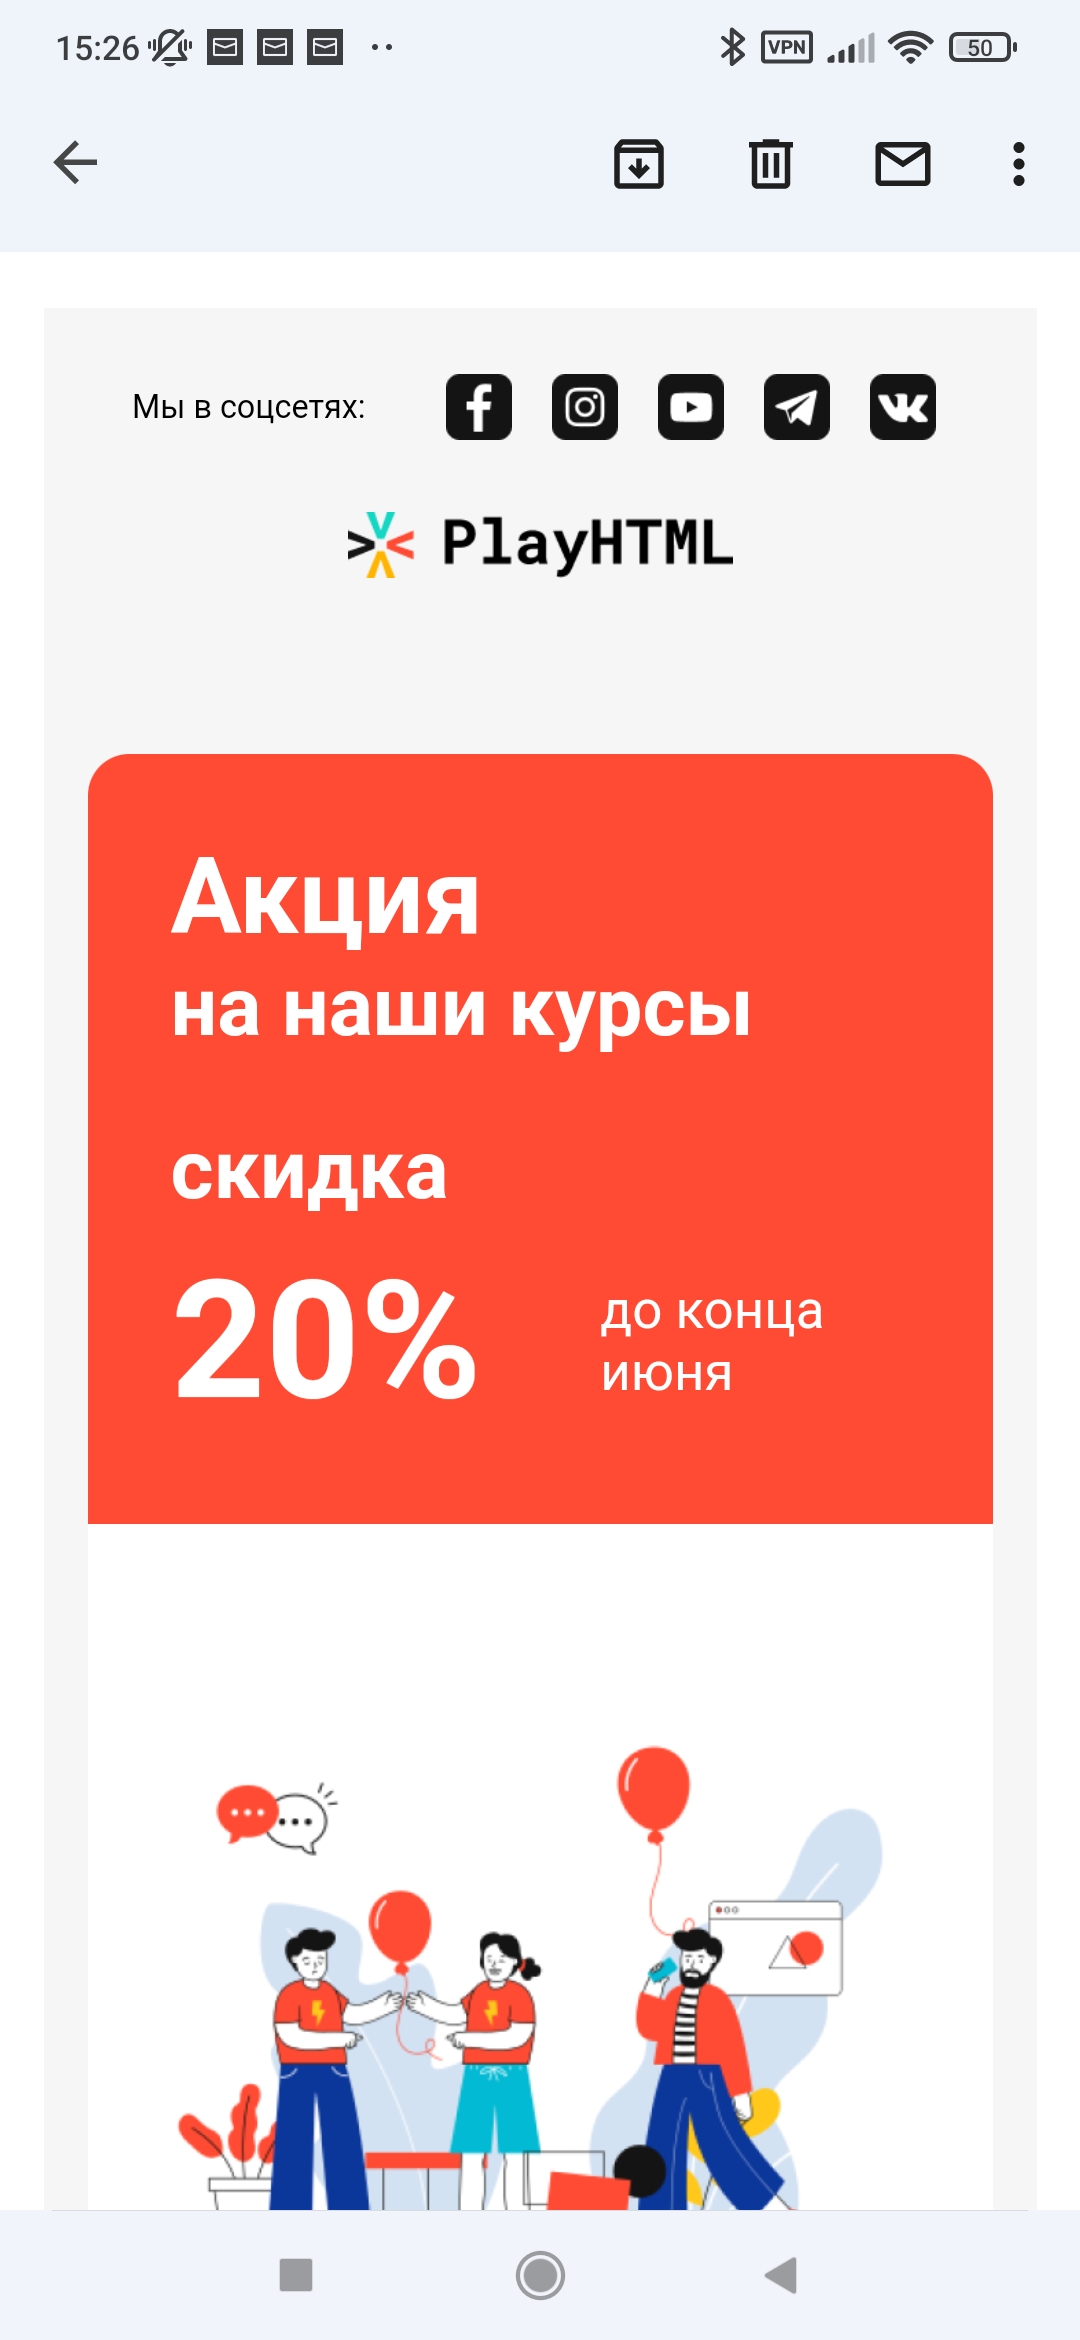 15:26
VPN
50
Мы в соцсетях:
PlayHTML
Акция
на наши курсы
скидка
20%
до конца
июня